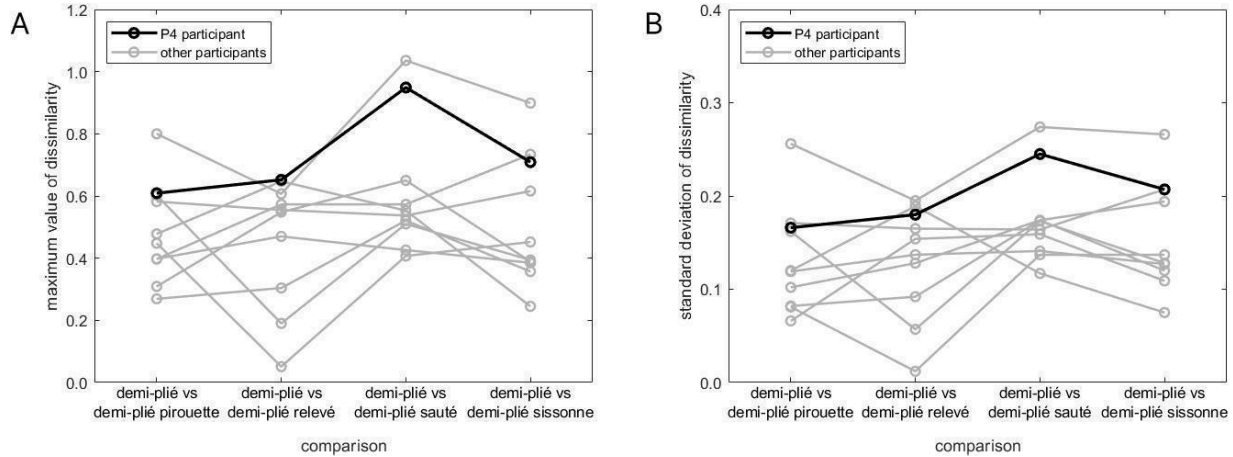 A
P4 participant
other participants
maximum value of dissimilarity
1.2
1.0
0.8
0.6
0.4
0.2
0.0
demi-plié vs
demi-plié pirouette
demi-plié vs
demi-plié relevé
demi-plié vs
demi-plié sauté
demi-plié vs
demi-plié sissonne
comparison
B
P4 participant
other participants
standard deviation of dissimilarity
0.4
0.3
0.2
0.1
0.0
demi-plié vs
demi-plié pirouette
demi-plié vs
demi-plié relevé
demi-plié vs
demi-plié sauté
demi-plié vs
demi-plié sissonne
comparison